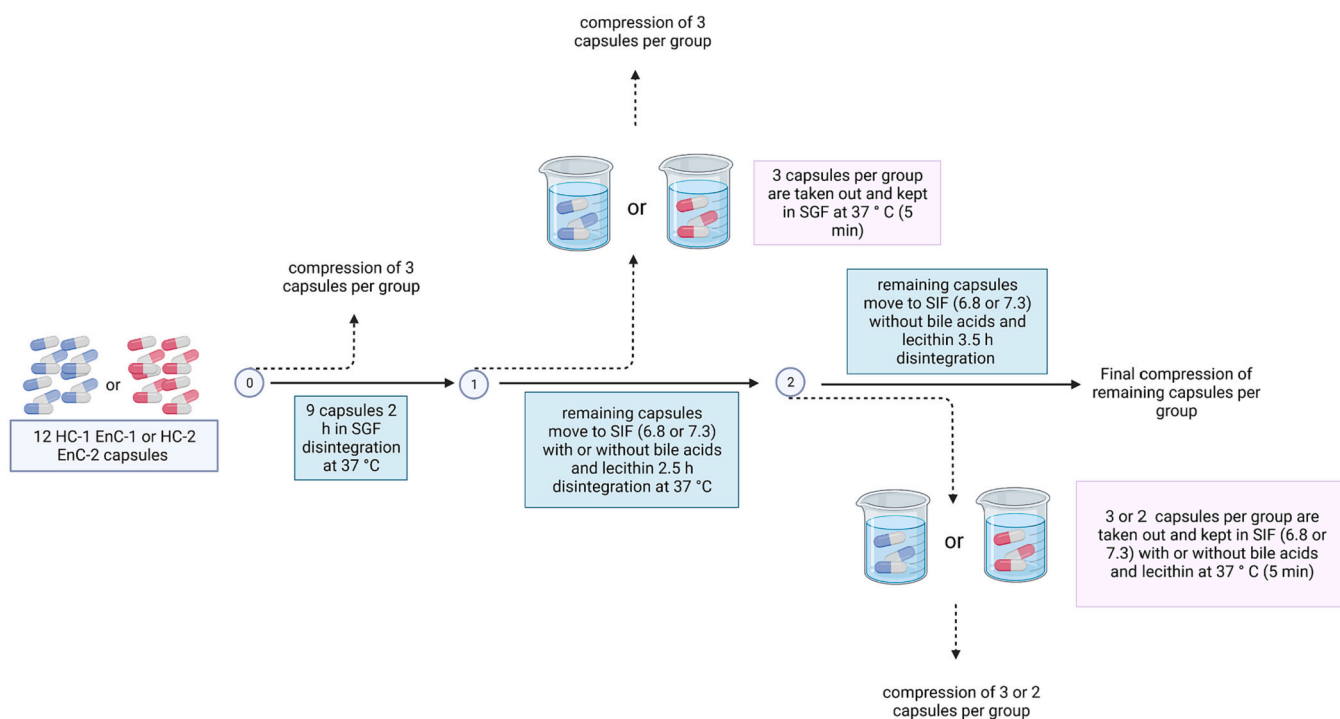 compression of 3
capsules per group
or
3 capsules per group
are taken out and kept
in SGF at 37 ° C (5
min)
compression of 3
capsules per group
remaining capsules
move to SIF (6.8 or 7.3)
without bile acids and
lecithin 3.5 h
disintegration
or
12 HC-1 EnC-1 or HC-2
EnC-2 capsules
0
9 capsules 2
h in SGF
disintegration
at 37 °C
1
remaining capsules
move to SIF (6.8 or 7.3)
with or without bile acids
and lecithin 2.5 h
disintegration at 37 °C
2
Final compression of
remaining capsules per
group
or
3 or 2 capsules per group are
taken out and kept in SIF (6.8 or
7.3) with or without bile acids
and lecithin at 37 ° C (5 min)
compression of 3 or 2
capsules per group